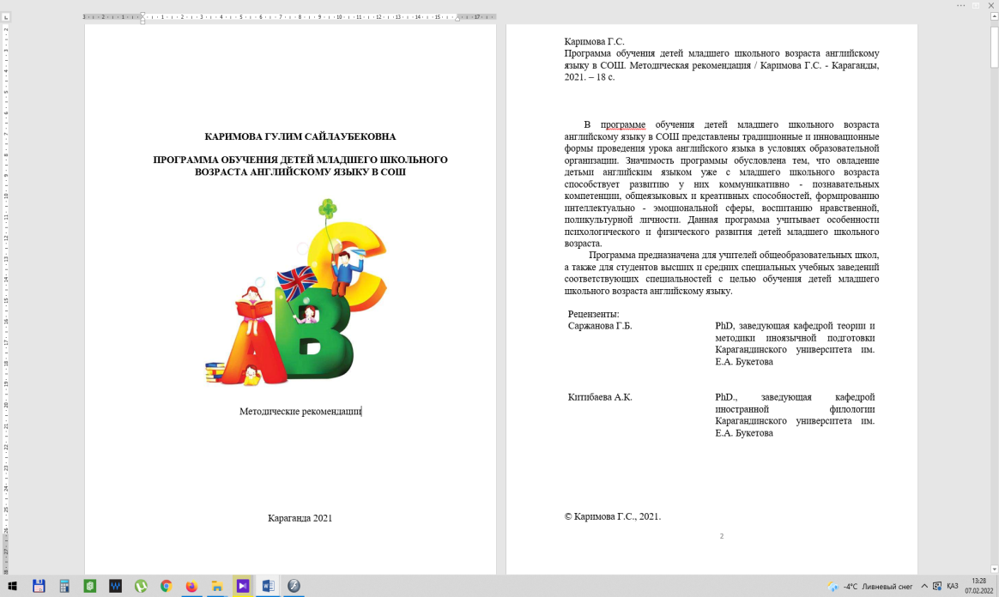 КАРИМОВА ГУЛИМ САЙЛАУБЕКОВНА
ПРОГРАММА ОБУЧЕНИЯ ДЕТЕЙ МЛАДШЕГО ШКОЛЬНОГО
ВОЗРАСТА АНГЛИЙСКОМУ ЯЗЫКУ В СОШ
A
B
C
Методические рекомендации
Караганда 2021
Каримова Г.С.
Программа обучения детей младшего школьного возраста английскому
языку в СОШ. Методическая рекомендация / Каримова Г.С. - Караганды,
2021. – 18 с.
В программе обучения детей младшего школьного возраста
английскому языку в СОШ представлены традиционные и инновационные
формы проведения урока английского языка в условиях образовательной
организации. Значимость программы обусловлена тем, что овладение
детьми английским языком уже с младшего школьного возраста
способствует развитию у них коммуникативно - познавательных
компетенции, общеязыковых и креативных способностей, формированию
интеллектуально - эмоциональной сферы, воспитанию нравственной,
поликультурной личности. Данная программа учитывает особенности
психологического и физического развития детей младшего школьного
возраста.
Программа предназначена для учителей общеобразовательных школ,
а также для студентов высших и средних специальных учебных заведений
соответствующих специальностей с целью обучения детей младшего
школьного возраста английскому языку.
Рецензенты:
Саржанова Г.Б. PhD, заведующая кафедрой теории и
методики иноязычной подготовки
Карагандинского университета им.
Е.А. Букетова
Китибаева А.К. PhD., заведующая кафедрой
иностранной филологии
Карагандинского университета им.
Е.А. Букетова
© Каримова Г.С., 2021.
2
-4°C Ливневый снег ҚАЗ 13:28
07.02.2022